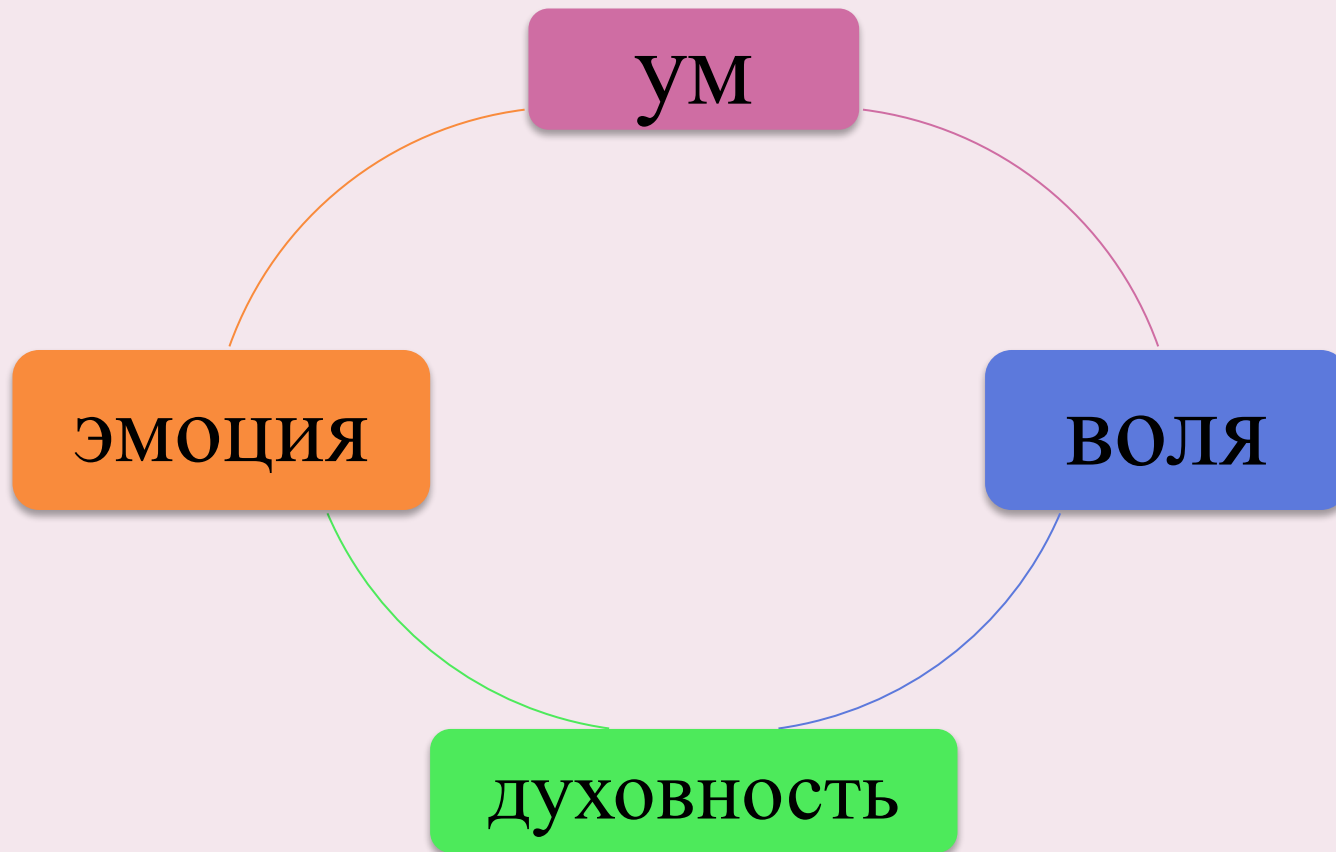 ум
эмоция
воля
духовность